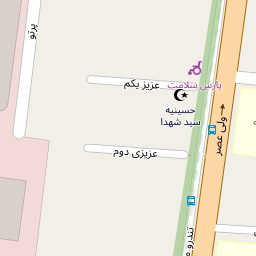 پرتو
عزیز یکم
پارس سلامت
حسینیه
سید شهدا
ولی عصر
عزیزی دوم
تندرو